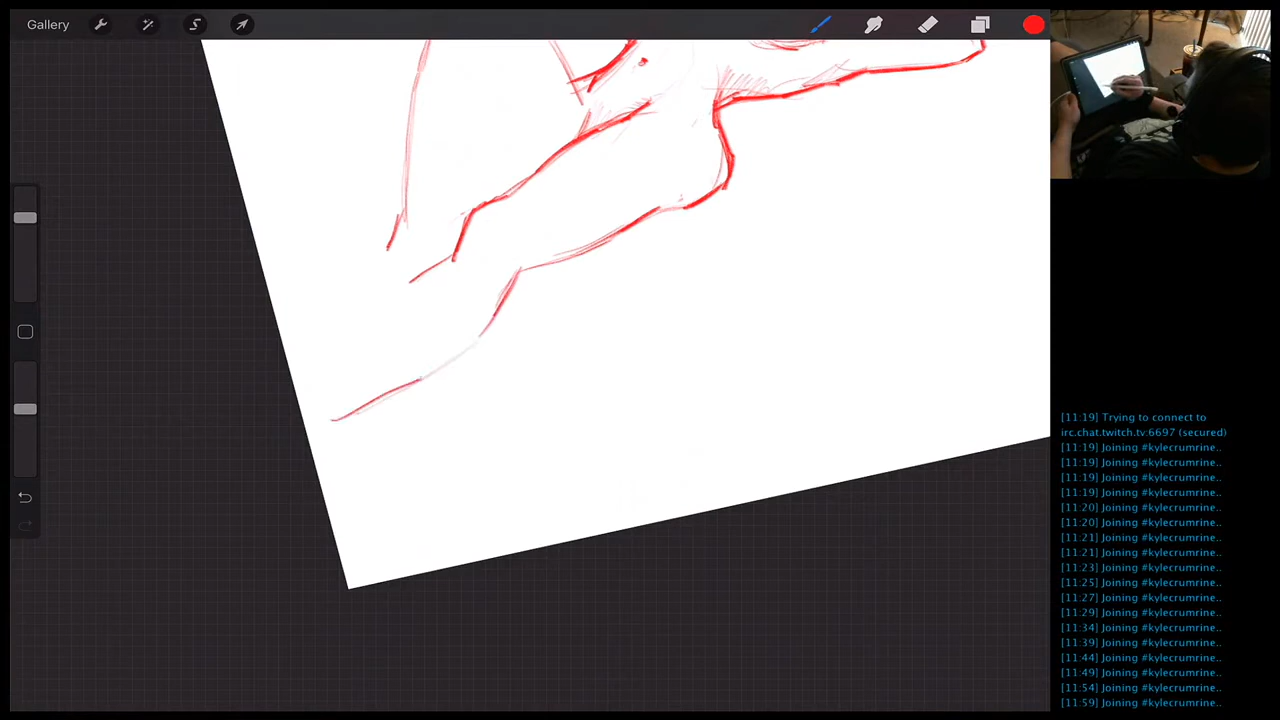 Gallery
[11:19] Trying to connect to
irc.chat.twitch.tv:6697 (secured)
[11:19] Joining #kylecrumrine..
[11:19] Joining #kylecrumrine..
[11:19] Joining #kylecrumrine..
[11:19] Joining #kylecrumrine..
[11:20] Joining #kylecrumrine..
[11:20] Joining #kylecrumrine..
[11:21] Joining #kylecrumrine..
[11:21] Joining #kylecrumrine..
[11:23] Joining #kylecrumrine..
[11:25] Joining #kylecrumrine..
[11:27] Joining #kylecrumrine..
[11:29] Joining #kylecrumrine..
[11:34] Joining #kylecrumrine..
[11:39] Joining #kylecrumrine..
[11:44] Joining #kylecrumrine..
[11:49] Joining #kylecrumrine..
[11:54] Joining #kylecrumrine..
[11:59] Joining #kylecrumrine..